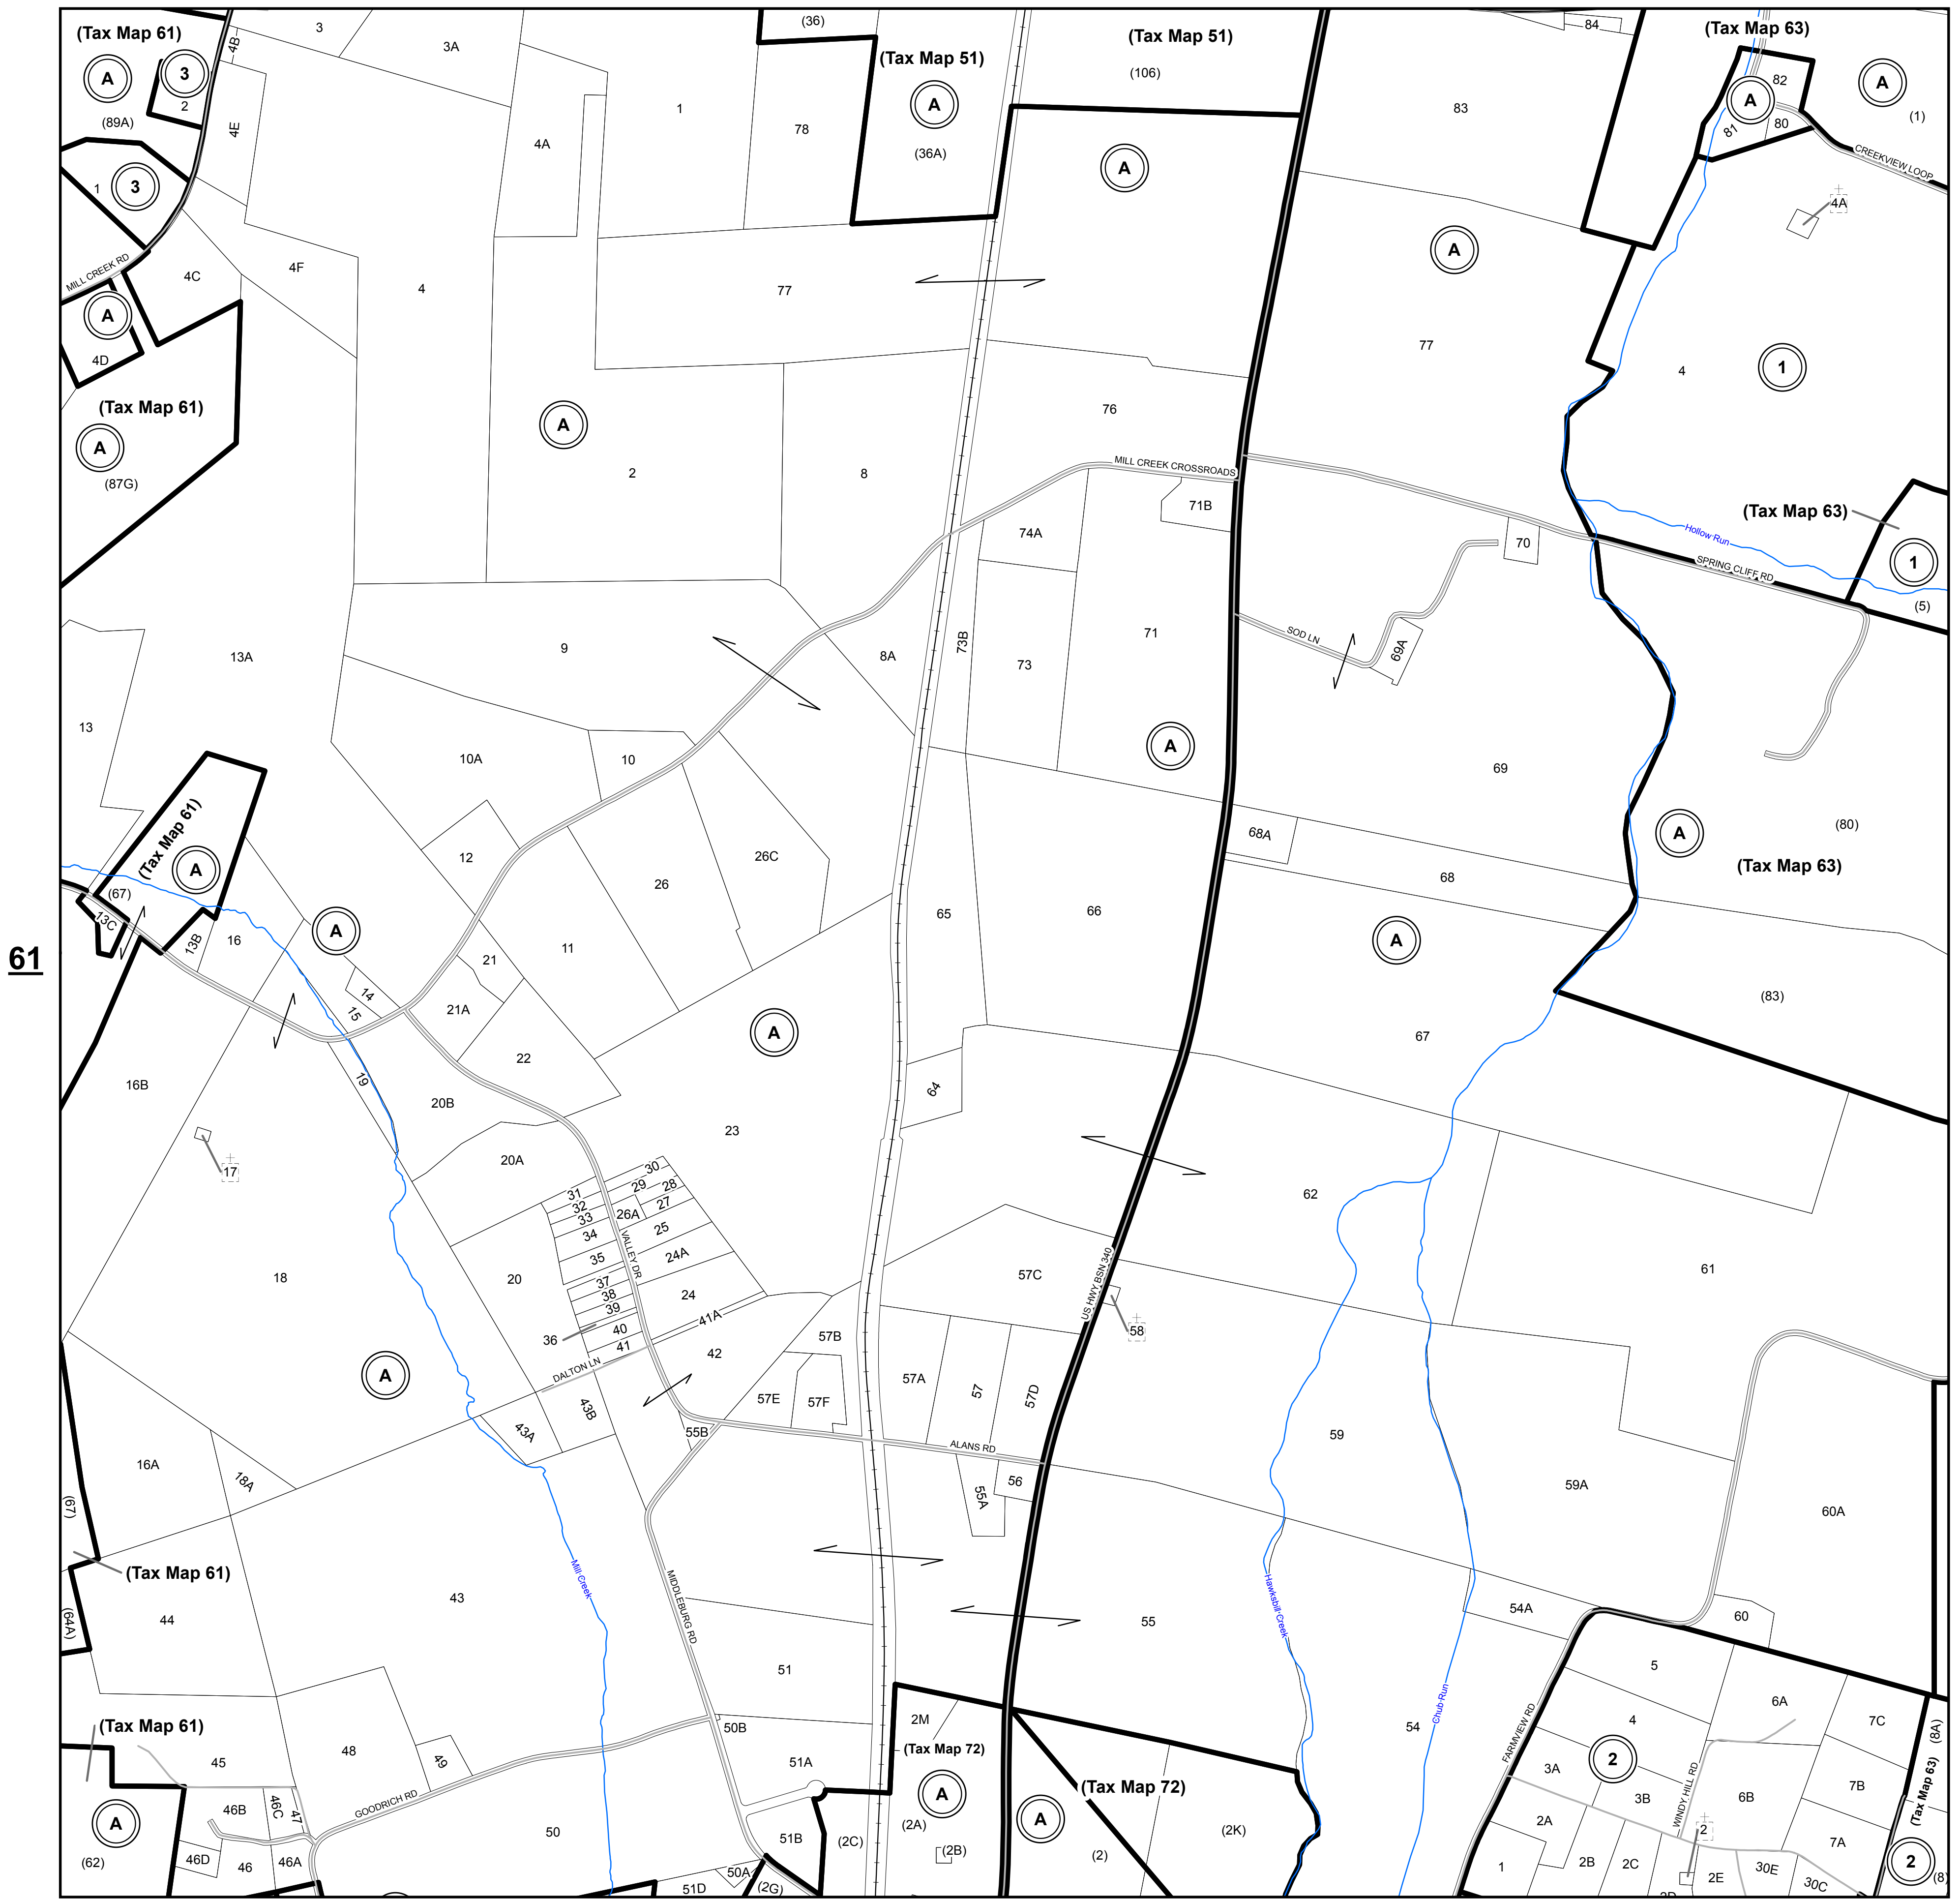 (Tax Map 61)
A
(89A)
3
2
4B
4E
3
3A
4A
1
(36)
78
(Tax Map 51)
A
(36A)
(Tax Map 51)
(106)
A
83
84
(Tax Map 63)
A
82
81
80
A
(1)
CREEKVIEW LOOP
4A
1
3
MILL CREEK RD
4C
4F
4
A
4D
(Tax Map 61)
A
(87G)
77
A
77
4
1
A
2
8
76
MILL CREEK CROSSROADS
71B
74A
70
Hollow Run
(Tax Map 63)
1
(5)
SPRING CLIFF RD
13A
9
8A
73B
73
71
SOD LN
69A
13
10A
10
A
69
(Tax Map 61)
A
(67)
13C
13B
16
A
12
26
26C
11
65
66
68A
68
A
(80)
(Tax Map 63)
A
61
14
15
21
21A
22
A
67
(83)
16B
19
20B
23
64
17
20A
18
20
31
32
33
34
35
37
38
39
40
41
36
30
29
28
27
26A
25
24A
24
41A
VALLEY DR
DALTON LN
42
43A
43B
57B
57E
57F
55B
57C
57A
57
57D
58
US HWY BSN 340
ALANS RD
62
61
59
59A
60A
A
16A
18A
(67)
(Tax Map 61)
(64A)
44
43
Mill Creek
MIDDLEBURG RD
55A
56
55
Hawksbill Creek
Chub Run
54A
60
51
50B
51A
54
(Tax Map 61)
A
(62)
45
48
49
46B
46C
47
46D
46
46A
GOODRICH RD
50
50A
51D
51B
(2G)
(2C)
2M
(Tax Map 72)
A
(2A)
(2B)
A
(Tax Map 72)
(2)
(2K)
FARMVIEW RD
5
4
3A
2
3B
WINDY HILL RD
2A
1
2B
2C
2
2E
6A
6B
7C
7B
7A
30E
30C
(8A)
(Tax Map 63)
2
(8)